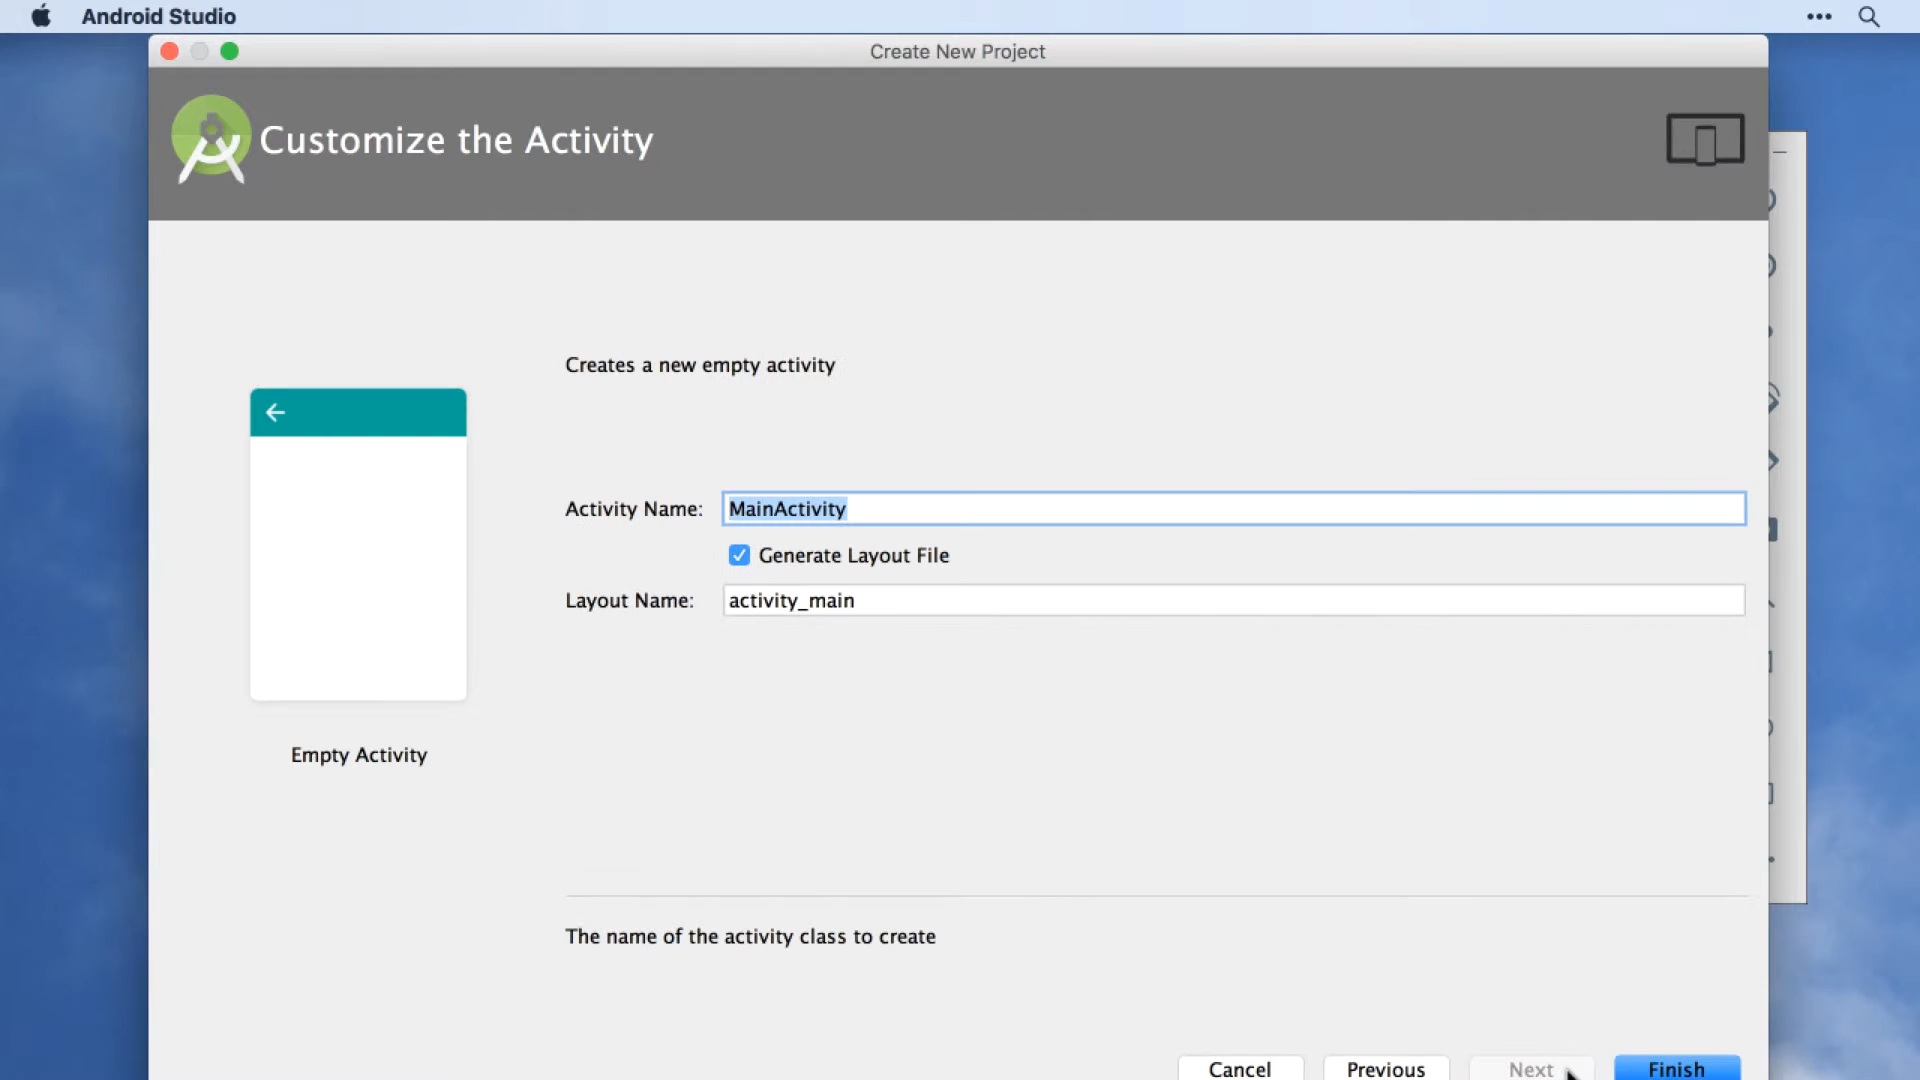 Android Studio
Create New Project
Customize the Activity
Creates a new empty activity
Activity Name: MainActivity
Generate Layout File
Layout Name: activity_main
Empty Activity
The name of the activity class to create
Cancel Previous Next Finish